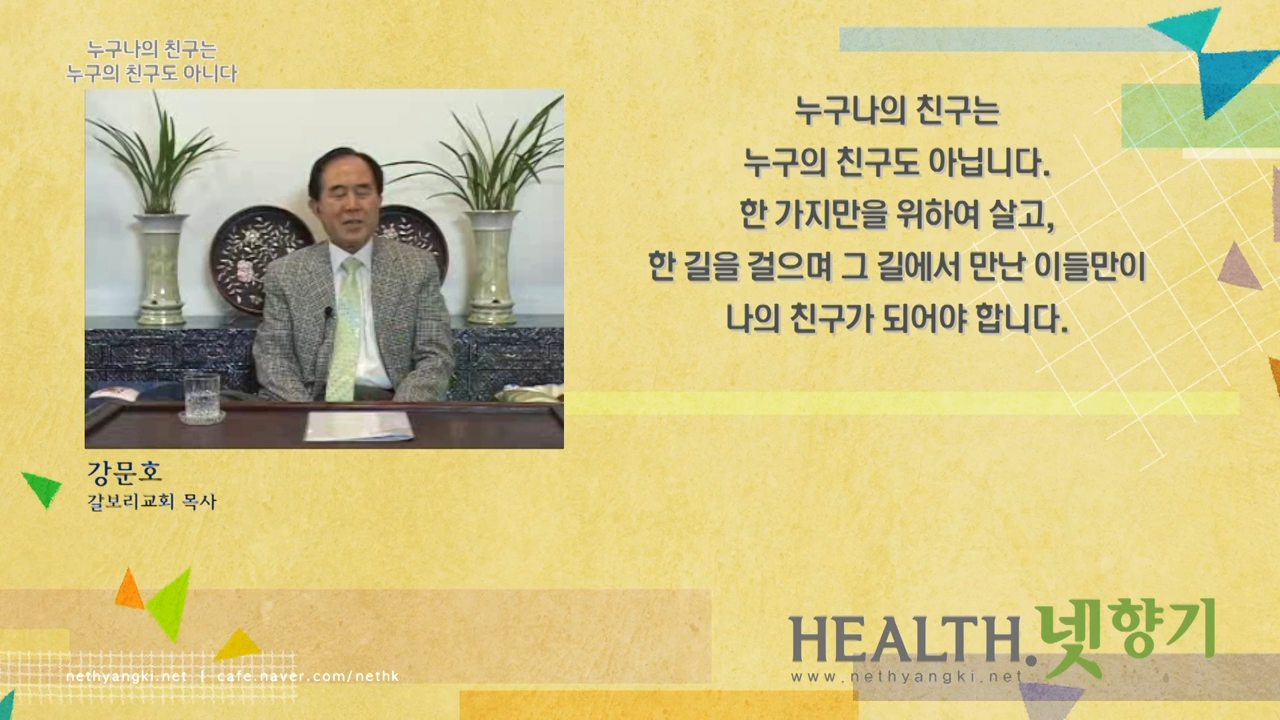 누구나의 친구는
누구의 친구도 아니다
누구나의 친구는
누구의 친구도 아닙니다.
한 가지만을 위하여 살고,
한 길을 걸으며 그 길에서 만난 이들만이
나의 친구가 되어야 합니다.
강문호
갈보리교회 목사
HEALTH.넷향기
www.nethyangki.net
nethyangki.net | cafe.naver.com/nethk